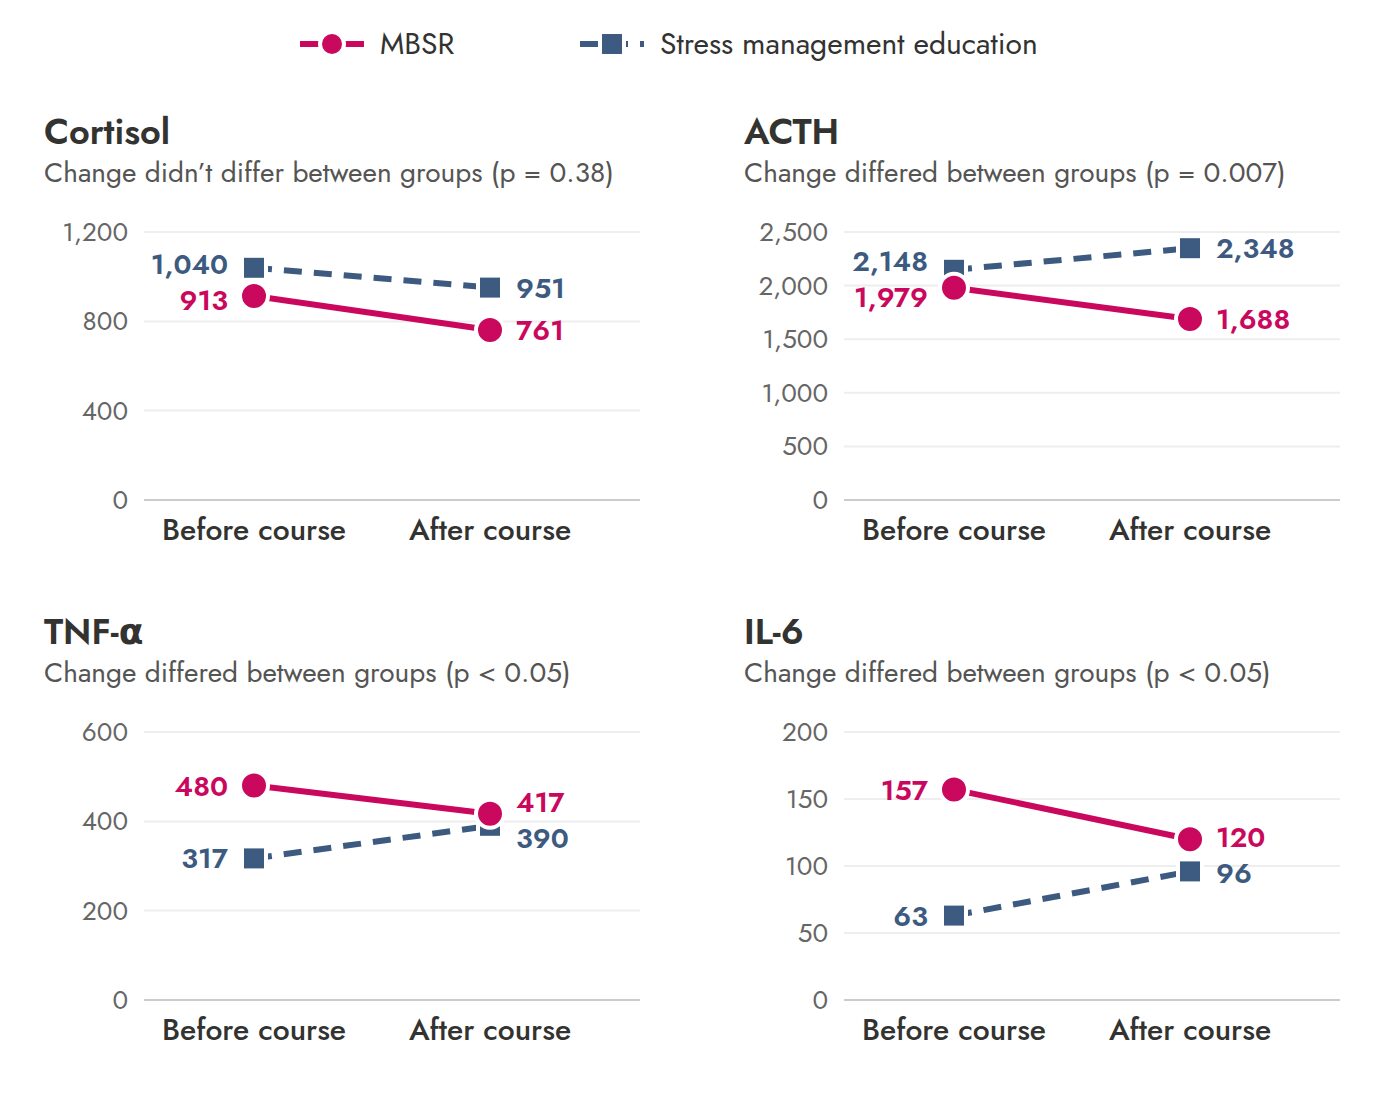 MBSR
Stress management education
Cortisol
Change didn’t differ between groups (p = 0.38)
1,200
800
400
0
1,040
913
951
761
Before course
After course
ACTH
Change differed between groups (p = 0.007)
2,500
2,000
1,500
1,000
500
0
2,148
1,979
2,348
1,688
Before course
After course
TNF-α
Change differed between groups (p < 0.05)
600
400
200
0
480
317
417
390
Before course
After course
IL-6
Change differed between groups (p < 0.05)
200
150
100
50
0
157
63
120
96
Before course
After course